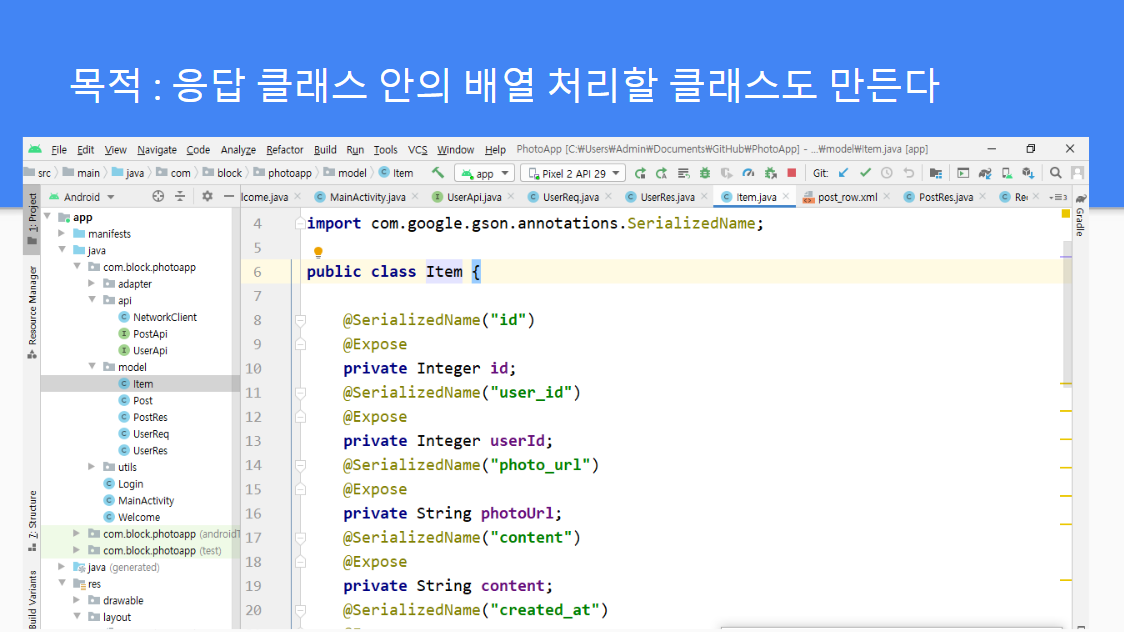 목적 : 응답 클래스 안의 배열 처리할 클래스도 만든다
File Edit View Navigate Code Analyze Refactor Build Run Tools VCS Window Help PhotoApp [C:₩Users₩Admin₩Documents₩GitHub₩PhotoApp] - ...₩model₩Item.java [app]
src main java com block photoapp model Item app Pixel 2 API 29 Git:
Android lcome.java MainActivity.java UserApi.java UserReq.java UserRes.java Item.java post_row.xml PostRes.java Re
1: Project
Resource Manager
7: Structure
Build Variants
Gradle
app
manifests
java
com.block.photoapp
adapter
api
NetworkClient
PostApi
UserApi
model
Item
Post
PostRes
UserReq
UserRes
utils
Login
MainActivity
Welcome
com.block.photoapp (androidT
com.block.photoapp (test)
java (generated)
res
drawable
layout
4 import com.google.gson.annotations.SerializedName;
5
6 public class Item {
7
8 @SerializedName("id")
9 @Expose
10 private Integer id;
11 @SerializedName("user_id")
12 @Expose
13 private Integer userId;
14 @SerializedName("photo_url")
15 @Expose
16 private String photoUrl;
17 @SerializedName("content")
18 @Expose
19 private String content;
20 @SerializedName("created_at")